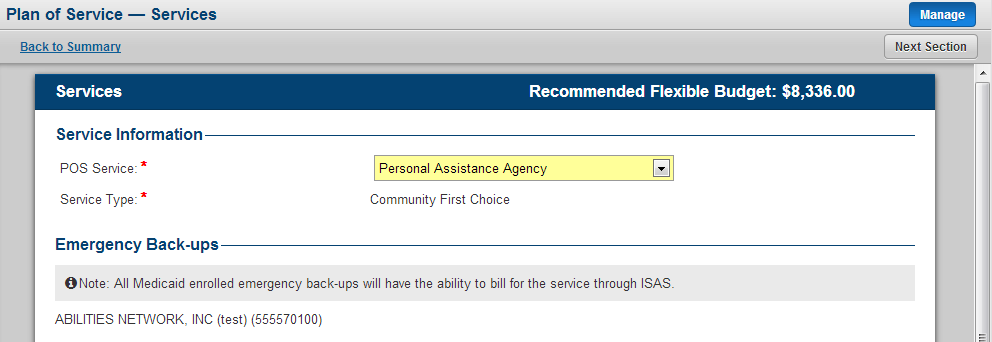 Plan of Service — Services
Manage
Back to Summary
Next Section
Services
Recommended Flexible Budget: $8,336.00
Service Information
POS Service: *
Personal Assistance Agency
Service Type: *
Community First Choice
Emergency Back-ups
Note: All Medicaid enrolled emergency back-ups will have the ability to bill for the service through ISAS.
ABILITIES NETWORK, INC (test) (555570100)